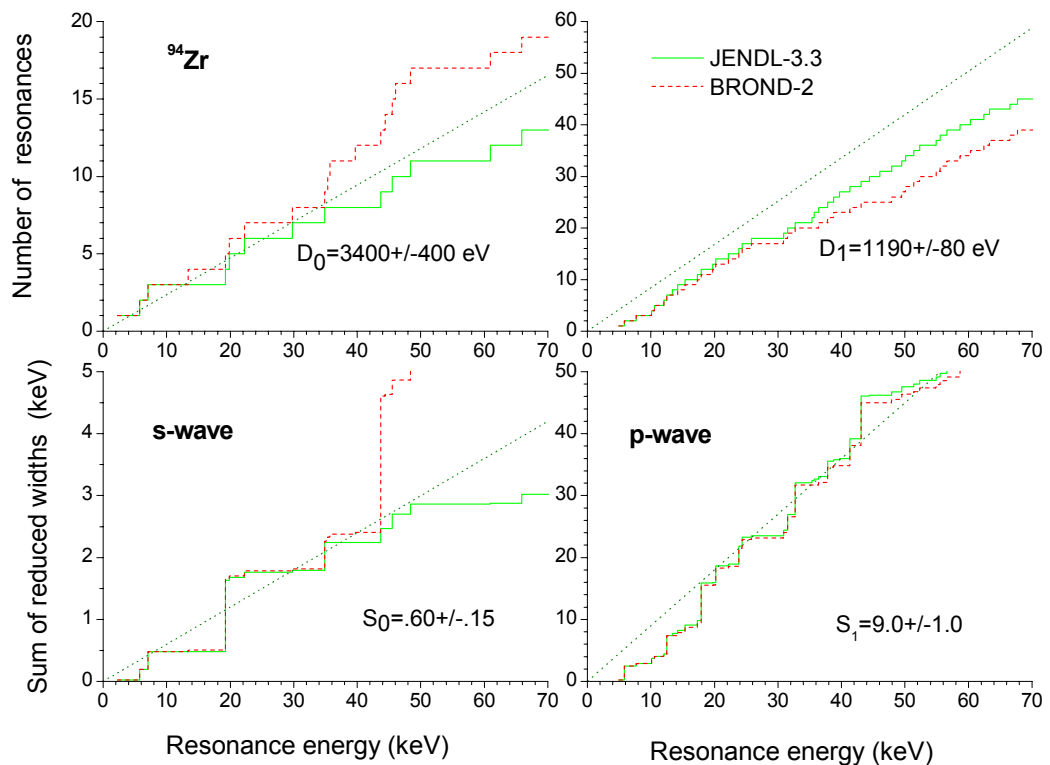 20
15
10
5
0
0 10 20 30 40 50 60 70
Number of resonances
⁹⁴Zr
D₀=3400+/-400 eV
60
50
40
30
20
10
0
0 10 20 30 40 50 60 70
JENDL-3.3
BROND-2
D₁=1190+/-80 eV
5
4
3
2
1
0
0 10 20 30 40 50 60 70
Sum of reduced widths (keV)
s-wave
S₀=.60+/-.15
Resonance energy (keV)
50
40
30
20
10
0
0 10 20 30 40 50 60 70
p-wave
S₁=9.0+/-1.0
Resonance energy (keV)